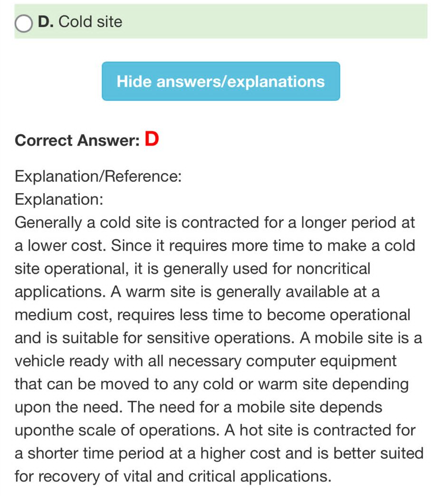 D. Cold site
Hide answers/explanations
Correct Answer: D
Explanation/Reference:
Explanation:
Generally a cold site is contracted for a longer period at
a lower cost. Since it requires more time to make a cold
site operational, it is generally used for noncritical
applications. A warm site is generally available at a
medium cost, requires less time to become operational
and is suitable for sensitive operations. A mobile site is a
vehicle ready with all necessary computer equipment
that can be moved to any cold or warm site depending
upon the need. The need for a mobile site depends
uponthe scale of operations. A hot site is contracted for
a shorter time period at a higher cost and is better suited
for recovery of vital and critical applications.